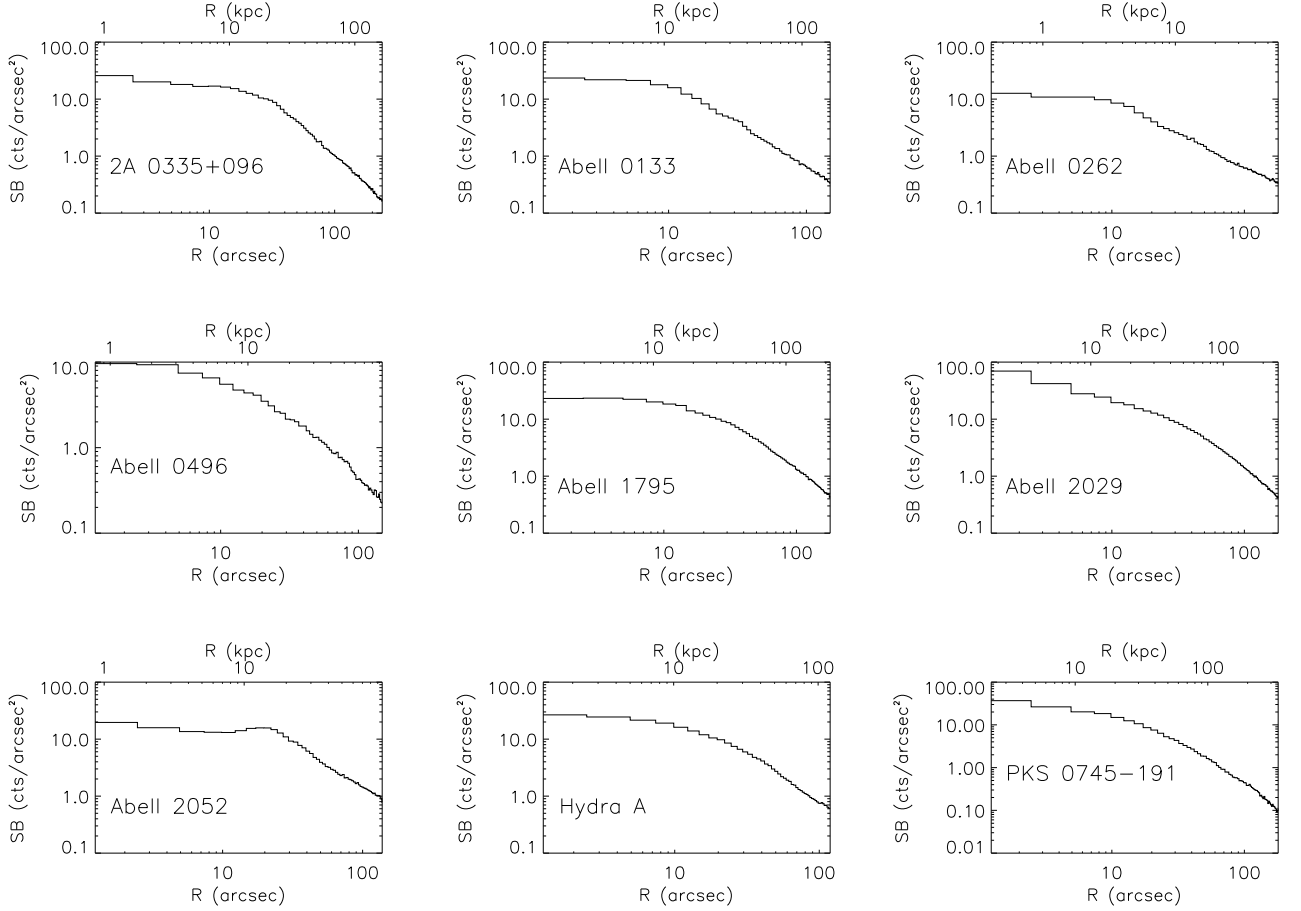 R (kpc)
1 10 100
SB (cts/arcsec²)
100.0
10.0
1.0
0.1
2A 0335+096
10 100
R (arcsec)
R (kpc)
10 100
SB (cts/arcsec²)
100.0
10.0
1.0
0.1
Abell 0133
10 100
R (arcsec)
R (kpc)
1 10
SB (cts/arcsec²)
100.0
10.0
1.0
0.1
Abell 0262
10 100
R (arcsec)
R (kpc)
1 10
SB (cts/arcsec²)
10.0
1.0
0.1
Abell 0496
10 100
R (arcsec)
R (kpc)
10 100
SB (cts/arcsec²)
100.0
10.0
1.0
0.1
Abell 1795
10 100
R (arcsec)
R (kpc)
10 100
SB (cts/arcsec²)
100.0
10.0
1.0
0.1
Abell 2029
10 100
R (arcsec)
R (kpc)
1 10
SB (cts/arcsec²)
100.0
10.0
1.0
0.1
Abell 2052
10 100
R (arcsec)
R (kpc)
10 100
SB (cts/arcsec²)
100.0
10.0
1.0
0.1
Hydra A
10 100
R (arcsec)
R (kpc)
10 100
SB (cts/arcsec²)
100.00
10.00
1.00
0.10
0.01
PKS 0745−191
10 100
R (arcsec)